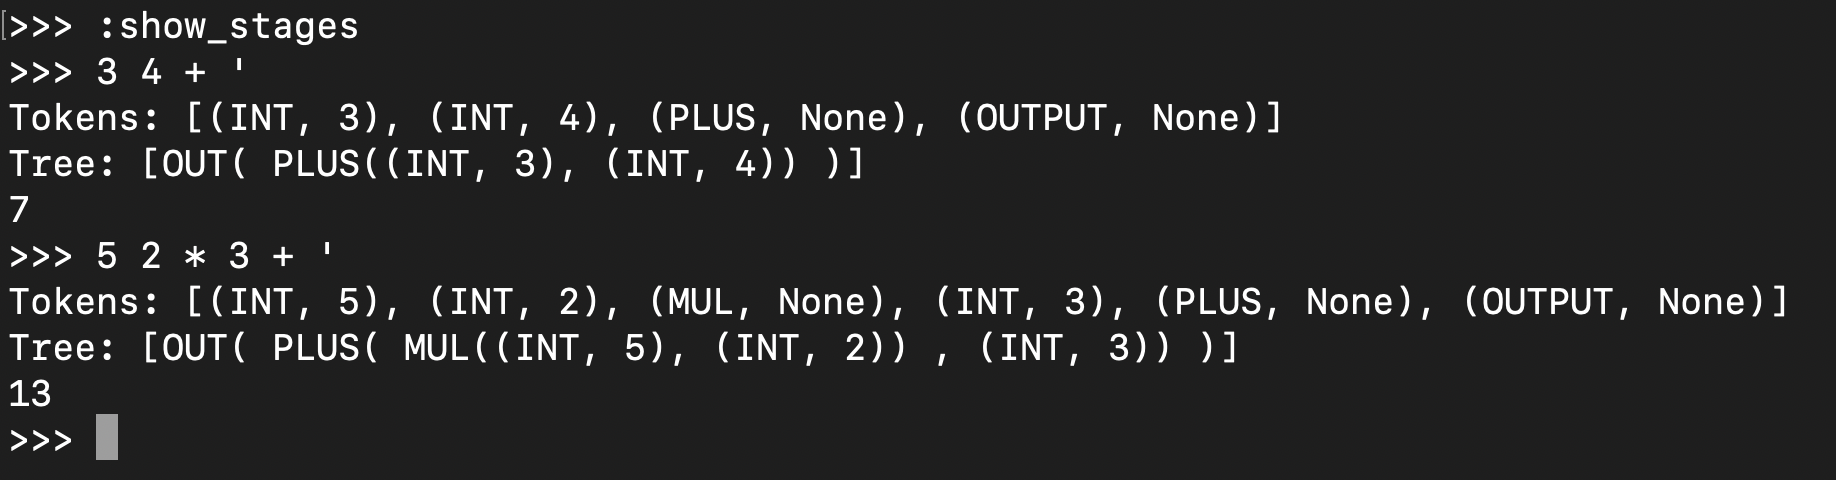 >>> :show_stages
>>> 3 4 + '
Tokens: [(INT, 3), (INT, 4), (PLUS, None), (OUTPUT, None)]
Tree: [OUT( PLUS((INT, 3), (INT, 4)) )]
7
>>> 5 2 * 3 + '
Tokens: [(INT, 5), (INT, 2), (MUL, None), (INT, 3), (PLUS, None), (OUTPUT, None)]
Tree: [OUT( PLUS( MUL((INT, 5), (INT, 2)) , (INT, 3)) )]
13
>>>